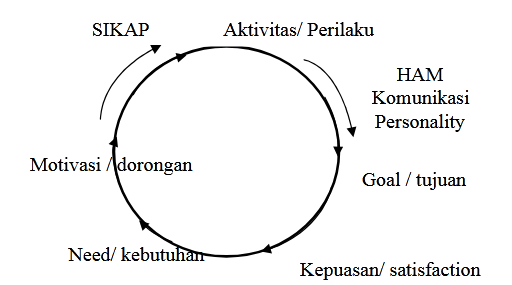 SIKAP
Aktivitas/ Perilaku
HAM
Komunikasi
Personality
Motivasi / dorongan
Goal / tujuan
Need/ kebutuhan
Kepuasan/ satisfaction